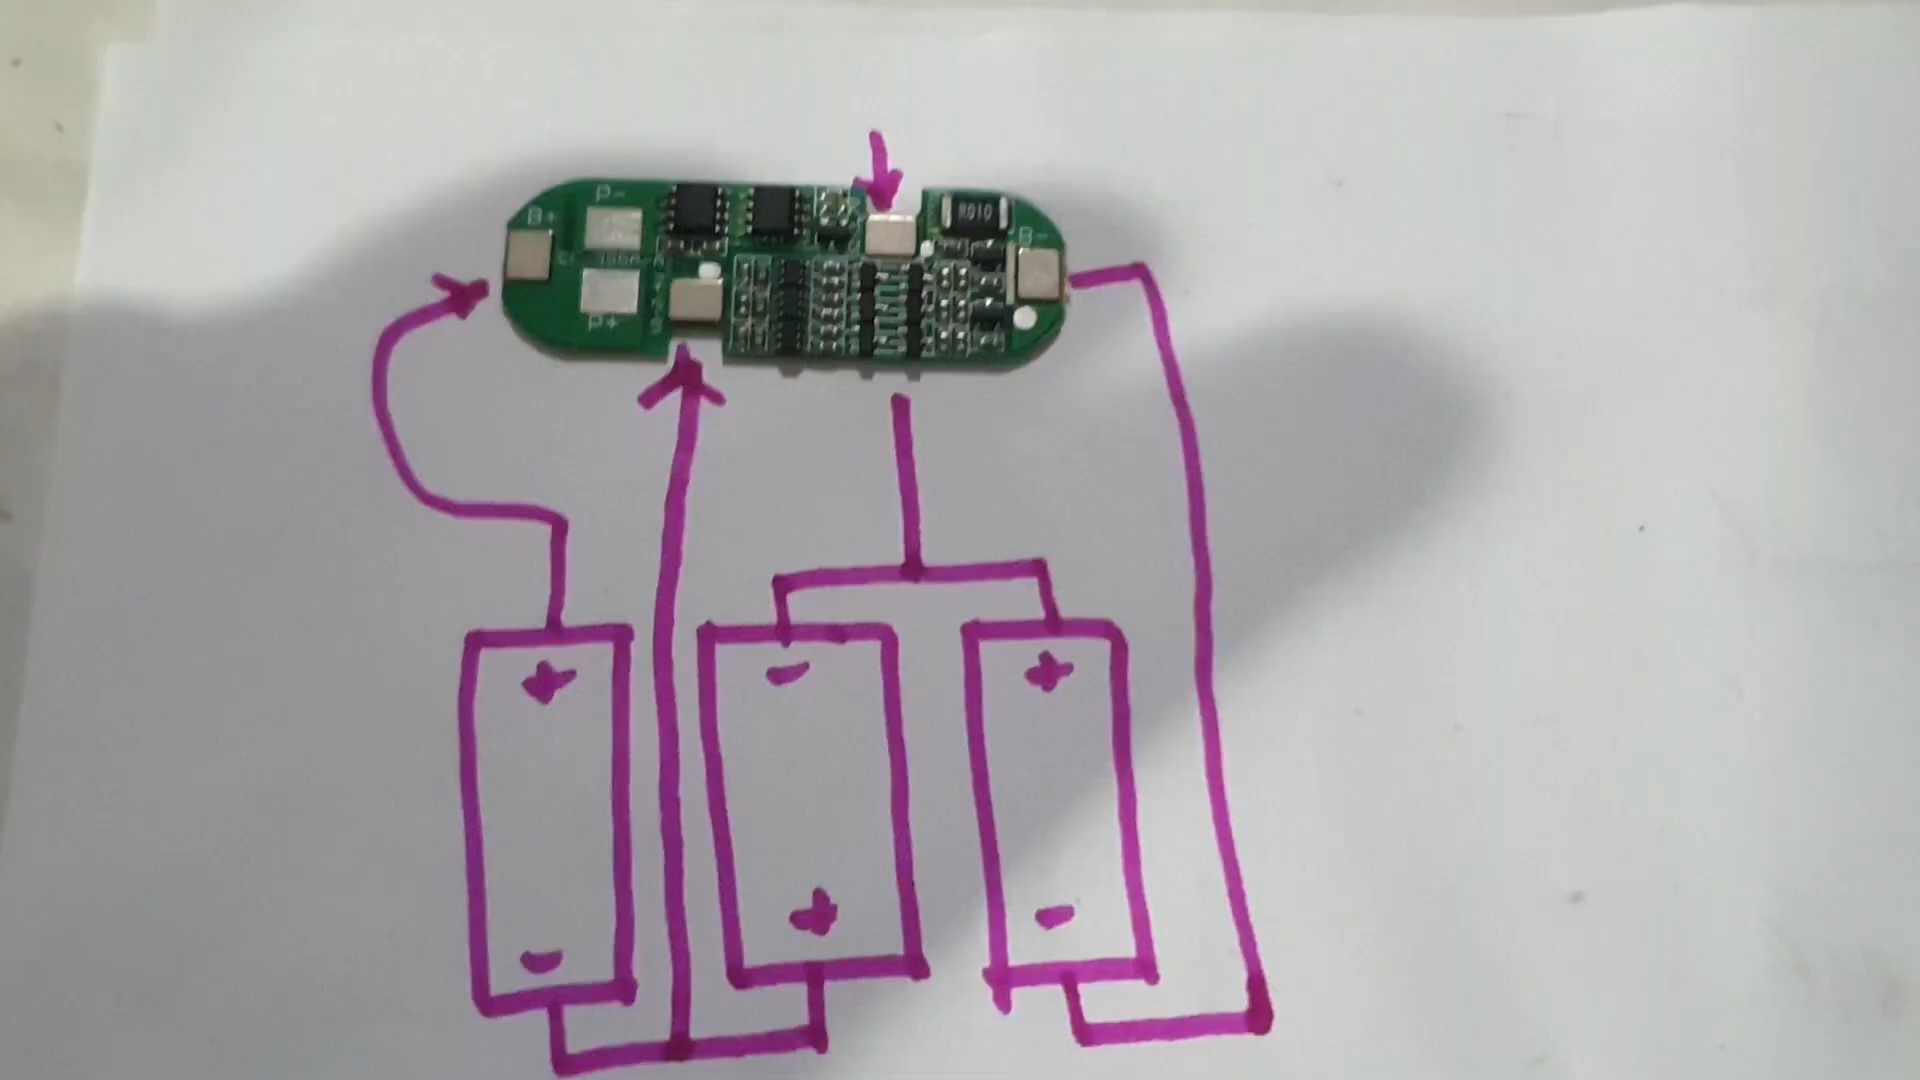 P-
B+
R010
B-
P+
+
-
+
-
+
-